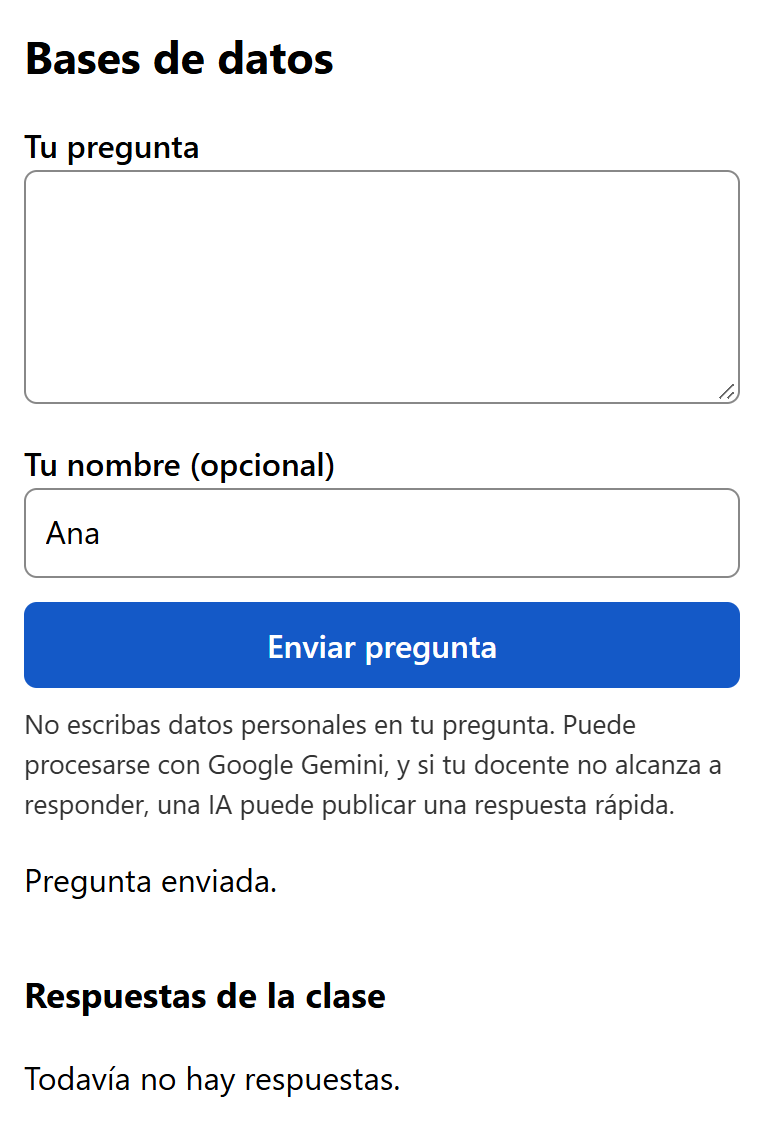 Bases de datos
Tu pregunta
Tu nombre (opcional)
Ana
Enviar pregunta
No escribas datos personales en tu pregunta. Puede
procesarse con Google Gemini, y si tu docente no alcanza a
responder, una IA puede publicar una respuesta rápida.
Pregunta enviada.
Respuestas de la clase
Todavía no hay respuestas.